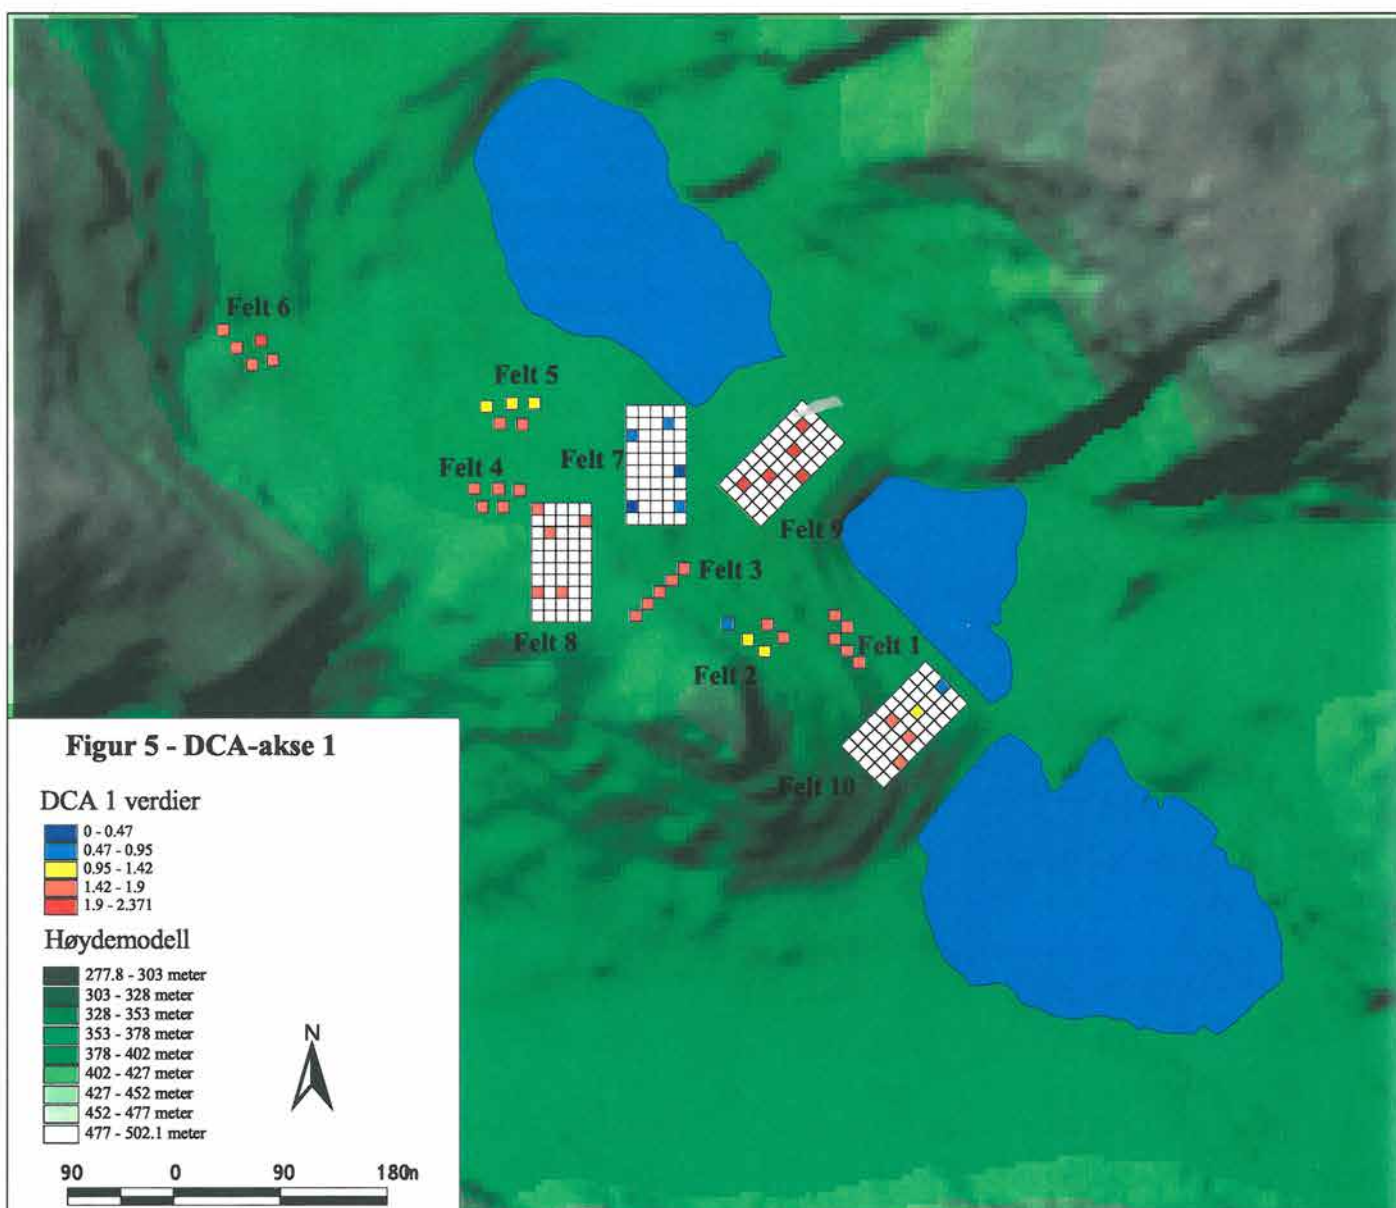 Felt 6
Felt 5
Felt 7
Felt 4
Felt 9
Felt 3
Felt 8
Felt 1
Felt 2
Felt 10
Figur 5 - DCA-akse 1
DCA 1 verdier
0 - 0.47
0.47 - 0.95
0.95 - 1.42
1.42 - 1.9
1.9 - 2.371
Høydemodell
277.8 - 303 meter
303 - 328 meter
328 - 353 meter
353 - 378 meter
378 - 402 meter
402 - 427 meter
427 - 452 meter
452 - 477 meter
477 - 502.1 meter
N
90 0 90 180m